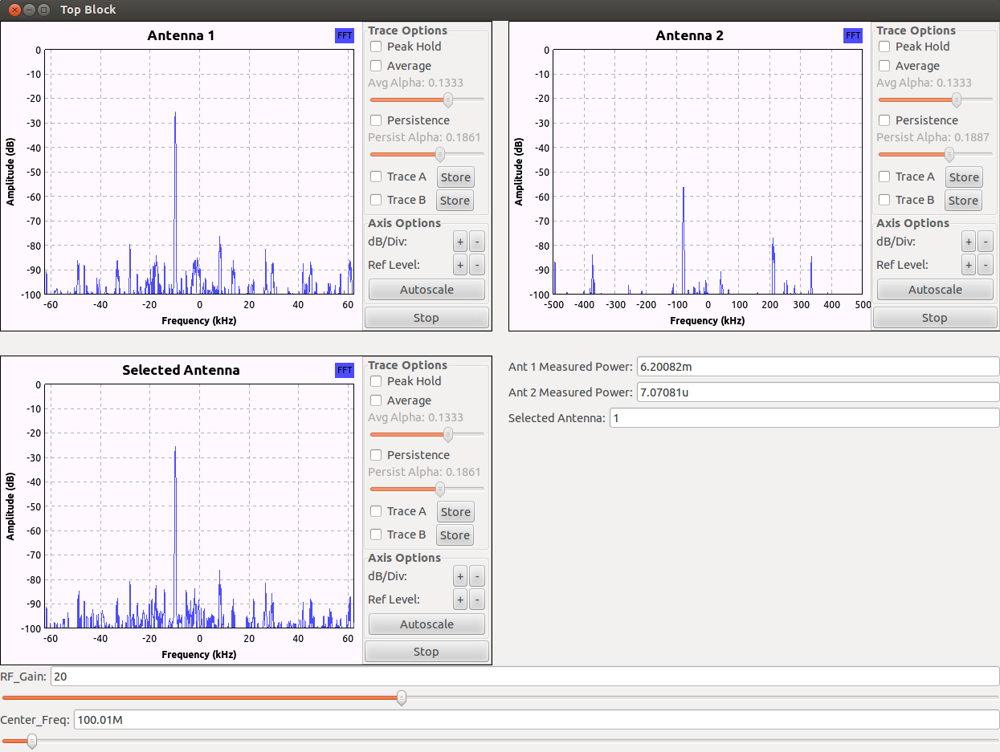 Top Block
Antenna 1
FFT
0
-10
-20
-30
-40
-50
-60
-70
-80
-90
-100
Amplitude (dB)
-60 -40 -20 0 20 40 60
Frequency (kHz)
Trace Options
Peak Hold
Average
Avg Alpha: 0.1333
Persistence
Persist Alpha: 0.1861
Trace A Store
Trace B Store
Axis Options
dB/Div: + -
Ref Level: + -
Autoscale
Stop
Antenna 2
FFT
0
-10
-20
-30
-40
-50
-60
-70
-80
-90
-100
Amplitude (dB)
-500 -400 -300 -200 -100 0 100 200 300 400 500
Frequency (kHz)
Trace Options
Peak Hold
Average
Avg Alpha: 0.1333
Persistence
Persist Alpha: 0.1887
Trace A Store
Trace B Store
Axis Options
dB/Div: + -
Ref Level: + -
Autoscale
Stop
Selected Antenna
FFT
0
-10
-20
-30
-40
-50
-60
-70
-80
-90
-100
Amplitude (dB)
-60 -40 -20 0 20 40 60
Frequency (kHz)
Trace Options
Peak Hold
Average
Avg Alpha: 0.1333
Persistence
Persist Alpha: 0.1861
Trace A Store
Trace B Store
Axis Options
dB/Div: + -
Ref Level: + -
Autoscale
Stop
Ant 1 Measured Power: 6.20082m
Ant 2 Measured Power: 7.07081u
Selected Antenna: 1
RF_Gain: 20
Center_Freq: 100.01M